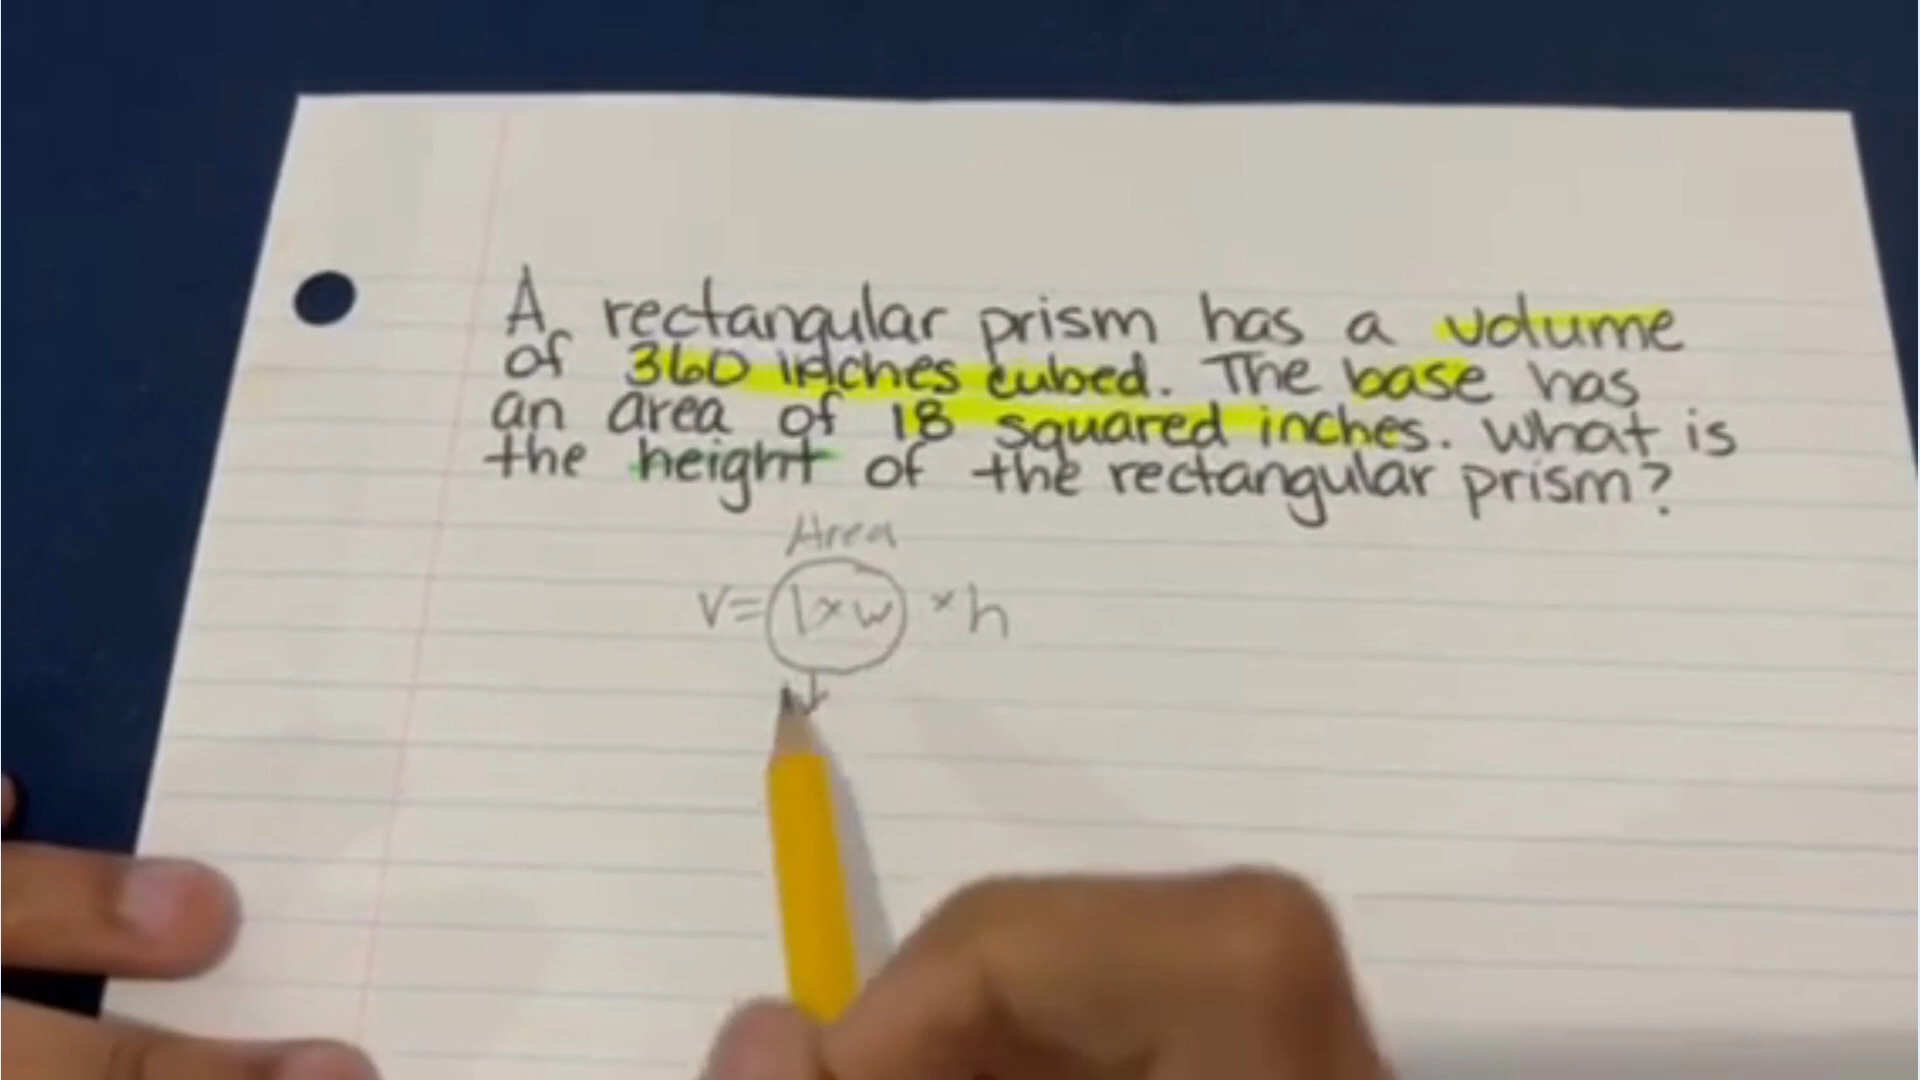 A rectangular prism has a volume
of 360 inches cubed. The base has
an area of 18 squared inches. What is
the height of the rectangular prism?
Area
V=(l×w) ×h